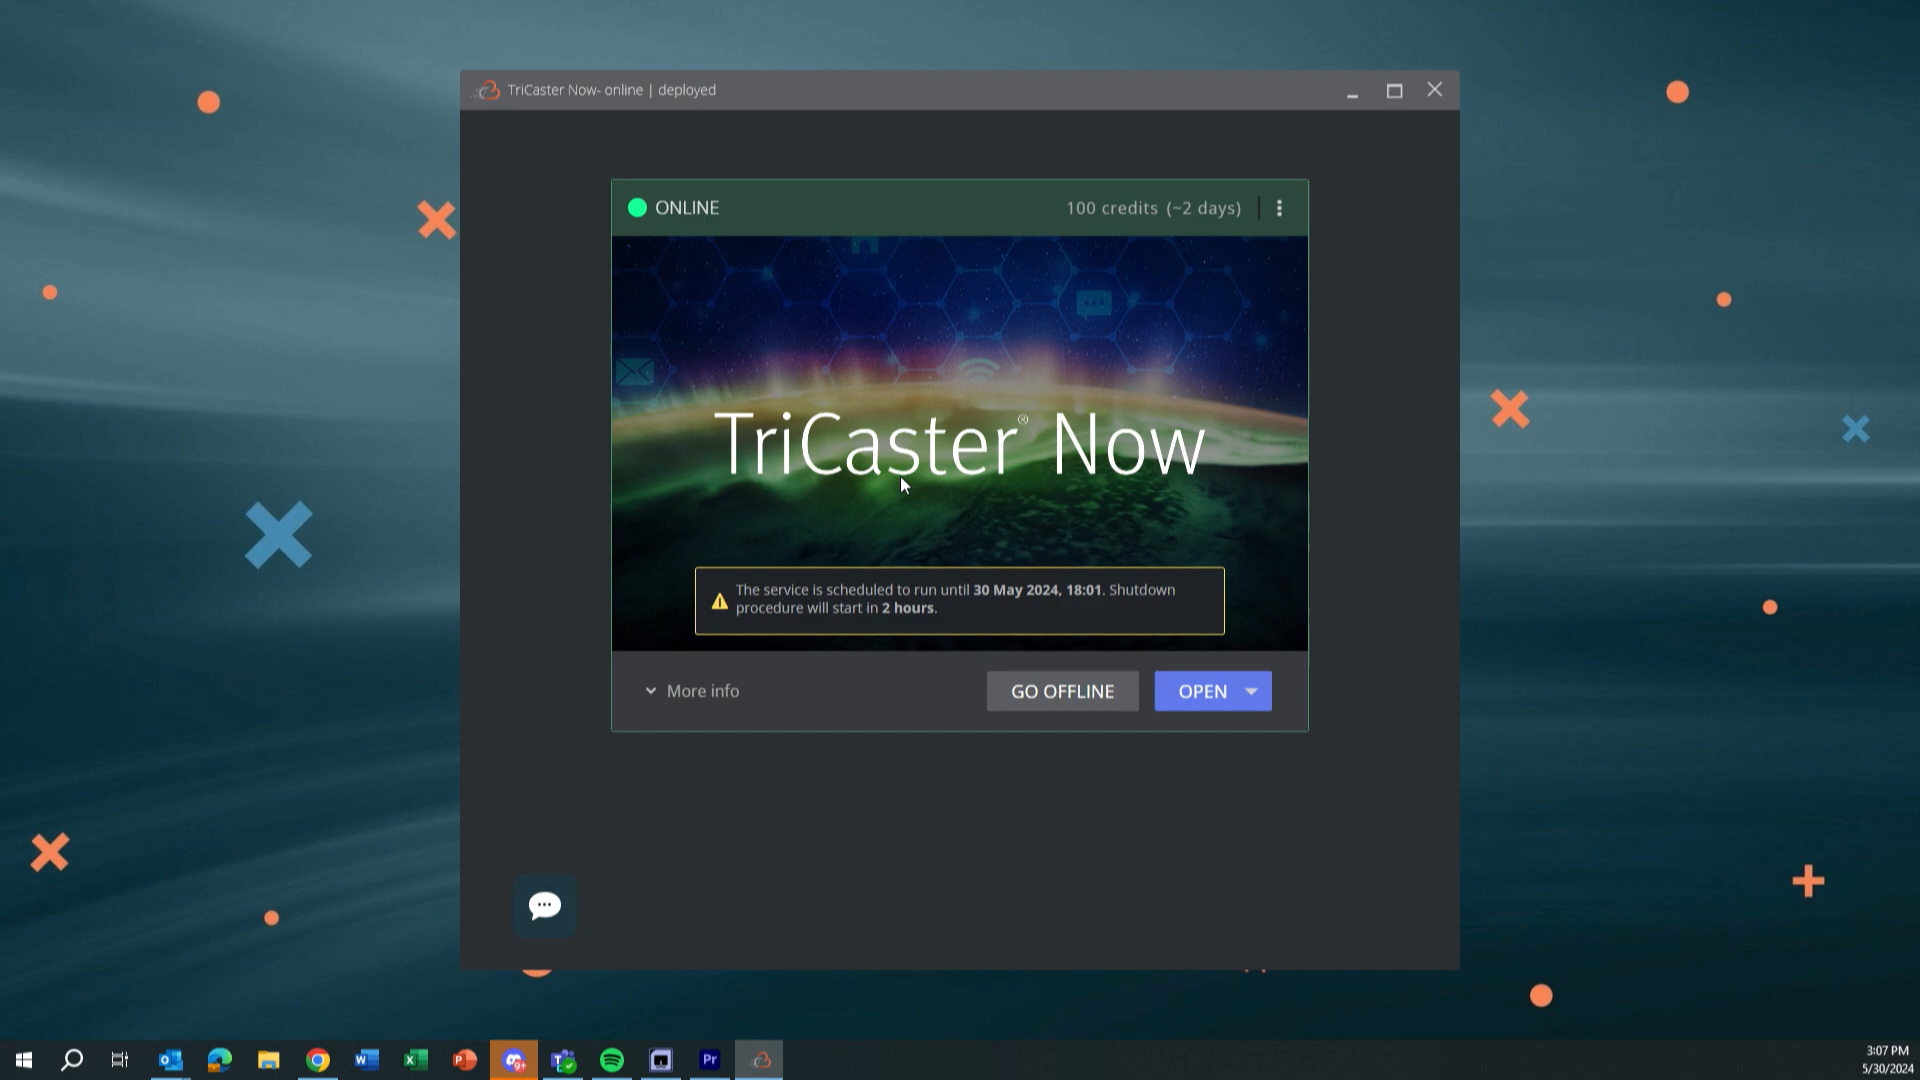 TriCaster Now- online | deployed
ONLINE
100 credits (~2 days)
TriCaster® Now
The service is scheduled to run until 30 May 2024, 18:01. Shutdown
procedure will start in 2 hours.
More info
GO OFFLINE
OPEN
9+
Pr
3:07 PM
5/30/2024